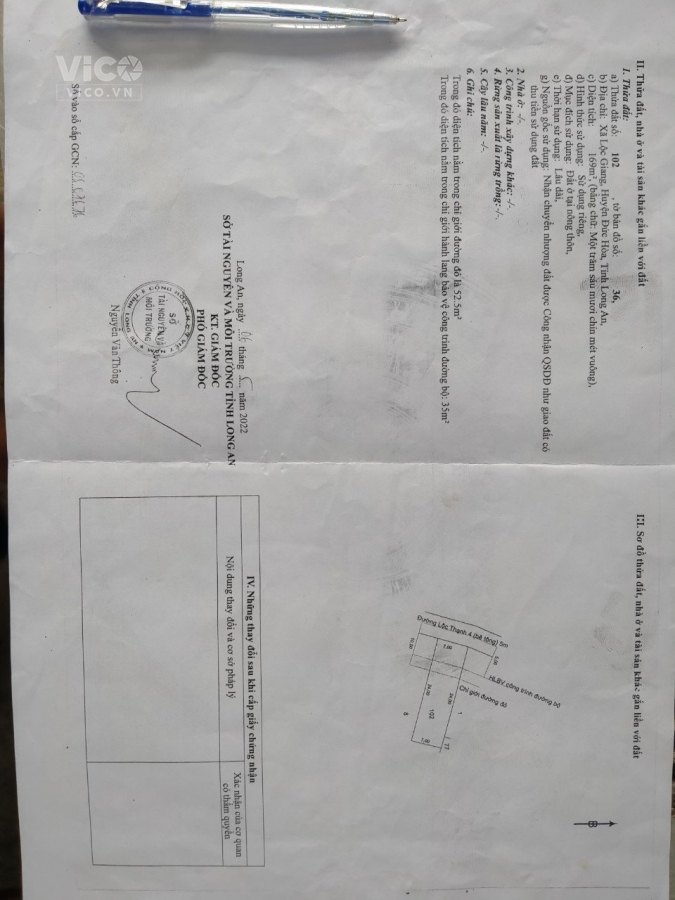 ViCO
VICO.VN
II. Thửa đất, nhà ở và tài sản khác gắn liền với đất
1. Thửa đất:
a) Thửa đất số: 102 , tờ bản đồ số: 36,
b) Địa chỉ: Xã Lộc Giang, Huyện Đức Hòa, Tỉnh Long An,
c) Diện tích: 169m², (bằng chữ: Một trăm sáu mươi chín mét vuông),
d) Hình thức sử dụng: Sử dụng riêng,
đ) Mục đích sử dụng: Đất ở tại nông thôn,
e) Thời hạn sử dụng: Lâu dài,
g) Nguồn gốc sử dụng: Nhận chuyển nhượng đất được Công nhận QSDĐ như giao đất có
thu tiền sử dụng đất
2. Nhà ở: -/-
3. Công trình xây dựng khác: -/-
4. Rừng sản xuất là rừng trồng: -/-
5. Cây lâu năm: -/-
6. Ghi chú:
Trong đó diện tích nằm trong chỉ giới đường đỏ là 52.5m²
Trong đó diện tích nằm trong chỉ giới hành lang bảo vệ công trình đường bộ: 35m²
Long An, ngày tháng năm 2022
SỞ TÀI NGUYÊN VÀ MÔI TRƯỜNG TỈNH LONG AN
KT. GIÁM ĐỐC
PHÓ GIÁM ĐỐC
SỞ
TÀI NGUYÊN VÀ
MÔI TRƯỜNG
Nguyễn Văn Thông
Số vào sổ cấp GCN:
III. Sơ đồ thửa đất, nhà ở và tài sản khác gắn liền với đất
B
Đường Lộc Thạnh 4 (bê tông) 5m
HLBV công trình đường bộ
Chỉ giới đường đỏ
7,00
102
1
77
7,00
IV. Những thay đổi sau khi cấp giấy chứng nhận
Nội dung thay đổi và cơ sở pháp lý
Xác nhận của cơ quan
có thẩm quyền